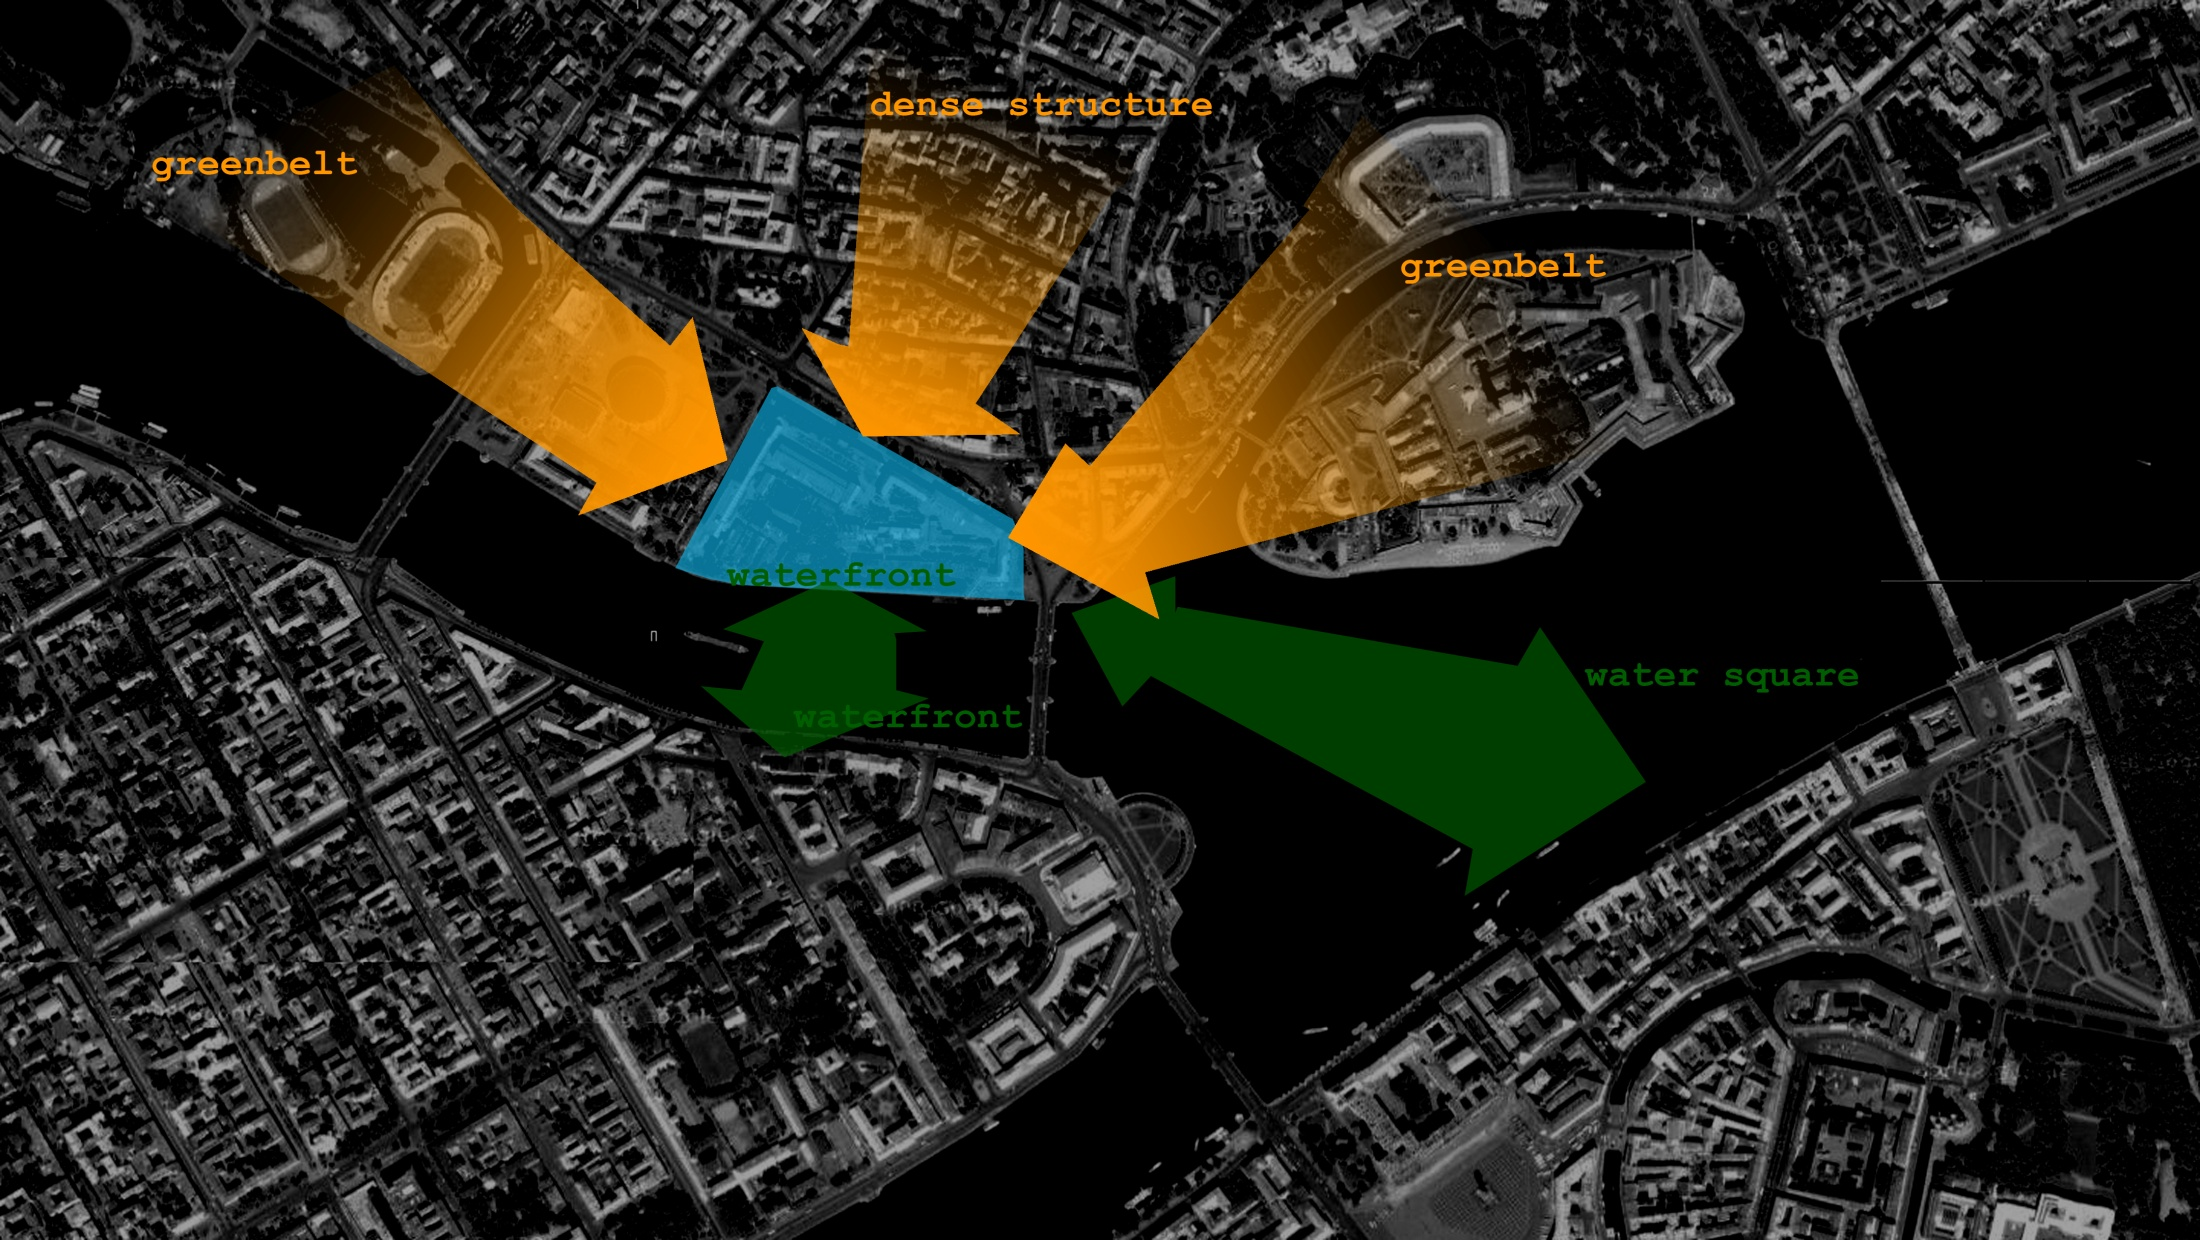 dense structure
greenbelt
greenbelt
waterfront
water square
waterfront